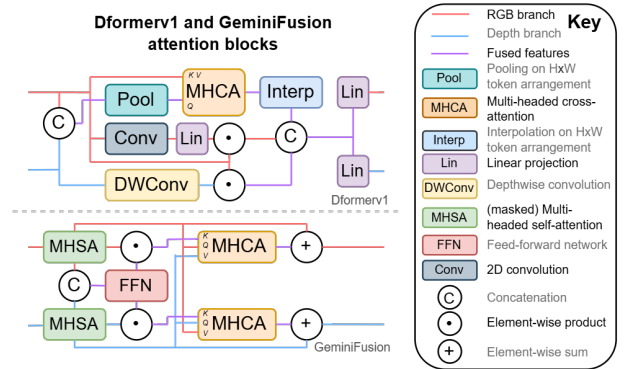 Dformerv1 and GeminiFusion
attention blocks
K V
Pool
MHCA
Interp
Lin
Q
C
Conv
Lin
•
C
DWConv
•
Lin
Dformerv1
MHSA
•
K
Q
V
MHCA
+
C
FFN
MHSA
•
K
Q
V
MHCA
+
GeminiFusion
Key
RGB branch
Depth branch
Fused features
Pool
Pooling on HxW
token arrangement
MHCA
Multi-headed cross-
attention
Interp
Interpolation on HxW
token arrangement
Lin
Linear projection
DWConv
Depthwise convolution
MHSA
(masked) Multi-
headed self-attention
FFN
Feed-forward network
Conv
2D convolution
C
Concatenation
•
Element-wise product
+
Element-wise sum